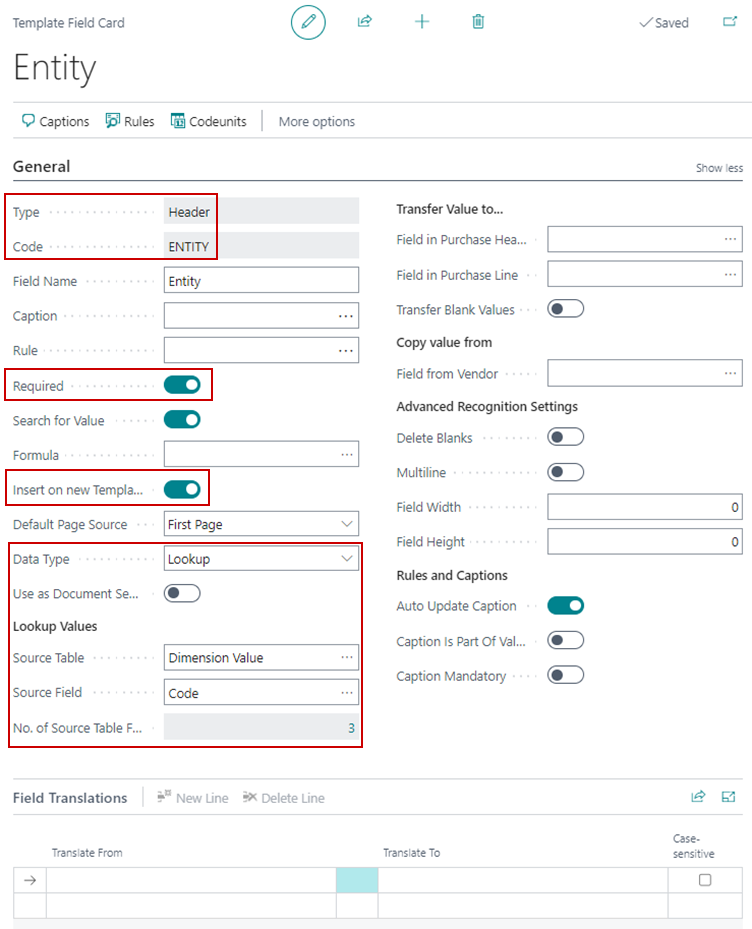 Template Field Card
Saved
Entity
Captions Rules Codeunits More options
General
Show less
Type Header
Code ENTITY
Field Name Entity
Caption ...
Rule ...
Required
Search for Value
Formula ...
Insert on new Templa...
Default Page Source First Page
Data Type Lookup
Use as Document Se...
Lookup Values
Source Table Dimension Value ...
Source Field Code ...
No. of Source Table F... 3
Transfer Value to...
Field in Purchase Hea... ...
Field in Purchase Line ...
Transfer Blank Values
Copy value from
Field from Vendor ...
Advanced Recognition Settings
Delete Blanks
Multiline
Field Width 0
Field Height 0
Rules and Captions
Auto Update Caption
Caption Is Part Of Val...
Caption Mandatory
Field Translations New Line Delete Line
Translate From Translate To Case-
sensitive